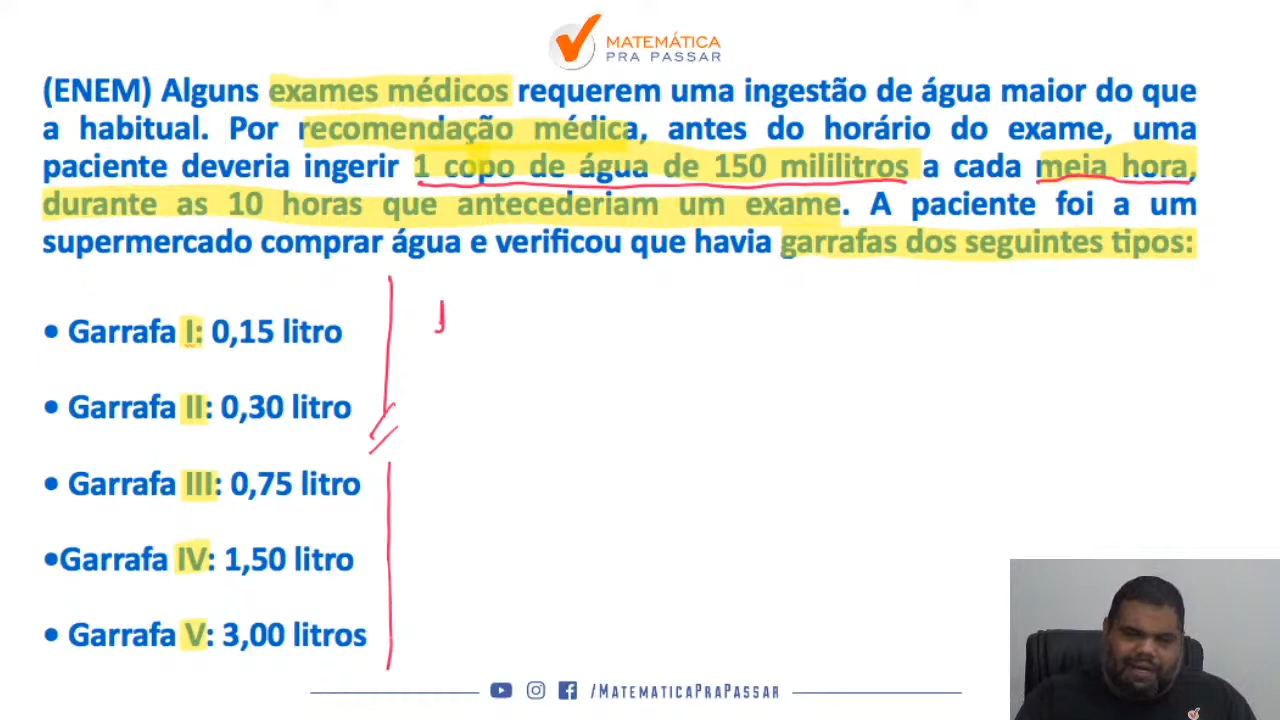 MATEMÁTICA
PRA PASSAR
(ENEM) Alguns exames médicos requerem uma ingestão de água maior do que
a habitual. Por recomendação médica, antes do horário do exame, uma
paciente deveria ingerir 1 copo de água de 150 mililitros a cada meia hora,
durante as 10 horas que antecederiam um exame. A paciente foi a um
supermercado comprar água e verificou que havia garrafas dos seguintes tipos:
• Garrafa I: 0,15 litro
• Garrafa II: 0,30 litro
• Garrafa III: 0,75 litro
•Garrafa IV: 1,50 litro
• Garrafa V: 3,00 litros
/MatematicaPraPassar